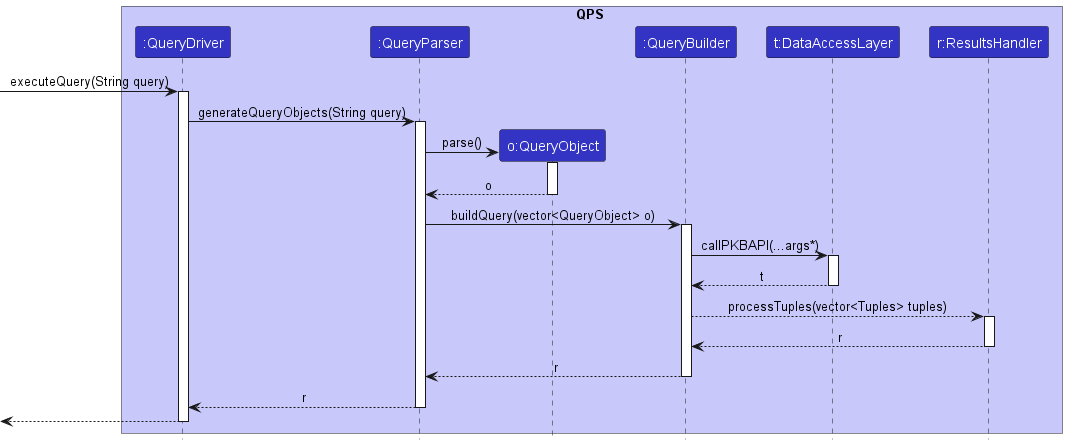 QPS
:QueryDriver
:QueryParser
:QueryBuilder
t:DataAccessLayer
r:ResultsHandler
executeQuery(String query)
generateQueryObjects(String query)
parse()
o:QueryObject
o
buildQuery(vector<QueryObject> o)
callPKBAPI(...args*)
t
processTuples(vector<Tuples> tuples)
r
r
r